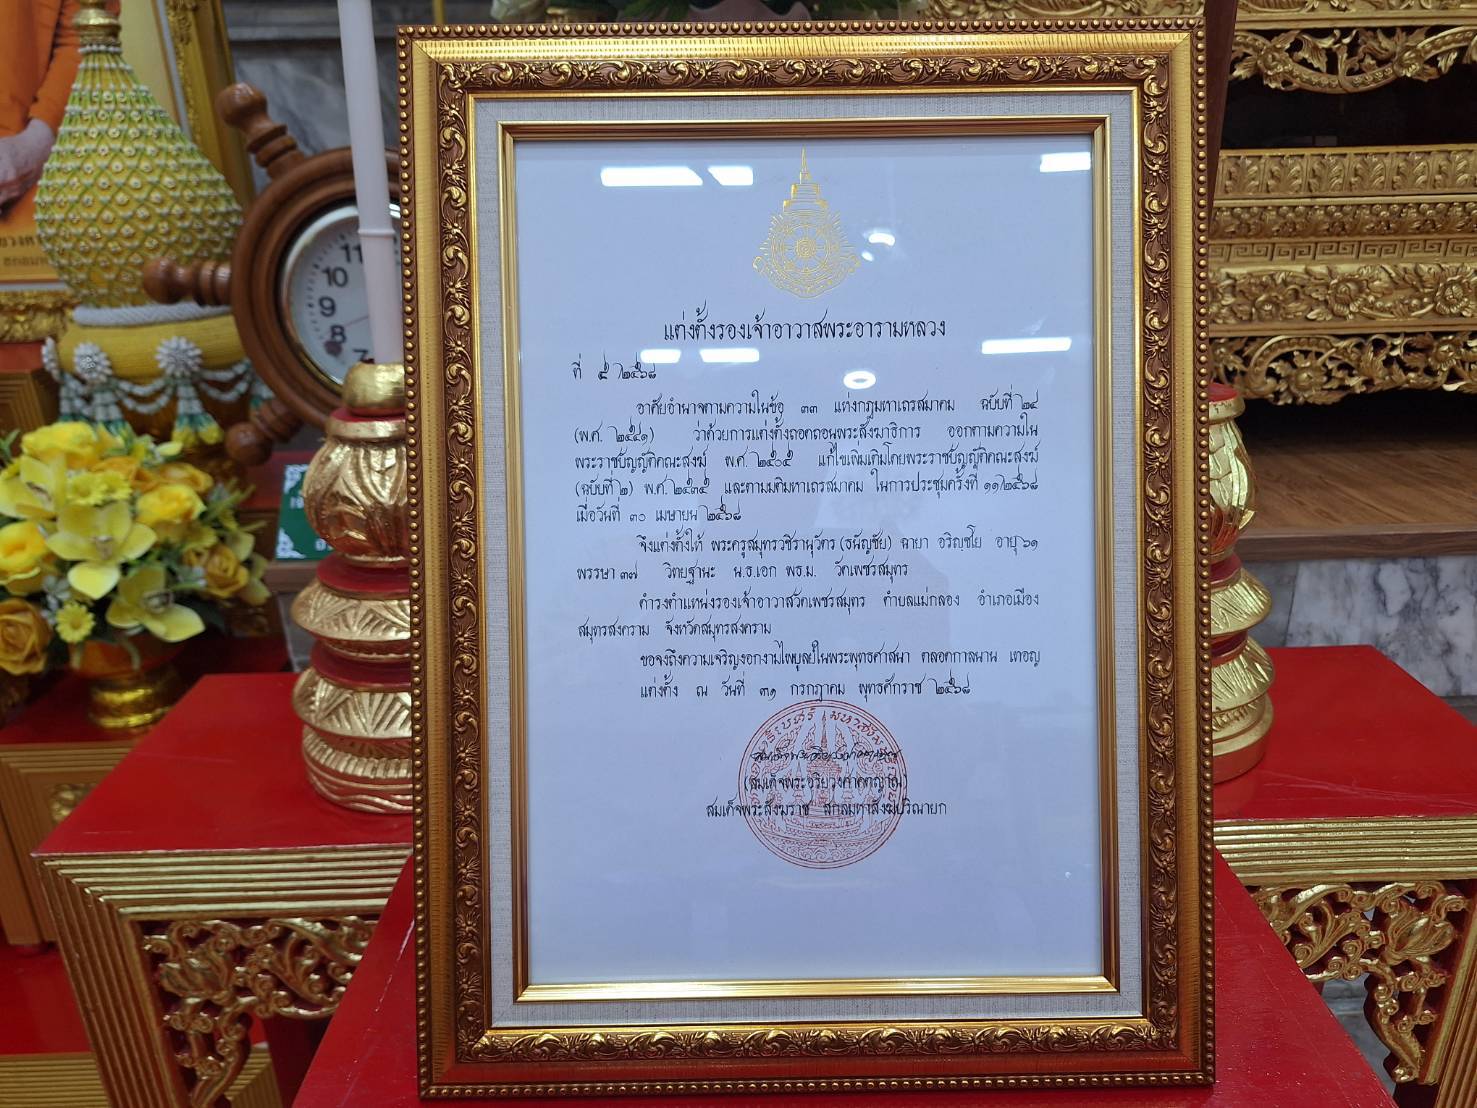 แต่งตั้งรองเจ้าอาวาสพระอารามหลวง
ที่ ๕ /๒๕๖๘
อาศัยอำนาจตามความในข้อ ๓๓ แห่งกฎมหาเถรสมาคม ฉบับที่ ๒๔
(พ.ศ. ๒๕๔๑) ว่าด้วยการแต่งตั้งถอดถอนพระสังฆาธิการ ออกตามความใน
พระราชบัญญัติคณะสงฆ์ พ.ศ. ๒๕๐๕ แก้ไขเพิ่มเติมโดยพระราชบัญญัติคณะสงฆ์
(ฉบับที่ ๒) พ.ศ. ๒๕๓๕ และตามมติมหาเถรสมาคม ในการประชุมครั้งที่ ๑๑/๒๕๖๘
เมื่อวันที่ ๓๐ เมษายน ๒๕๖๘
จึงแต่งตั้งให้ พระครูสมุทรวชิรานุวัตร (ธนัญชัย) ฉายา อริญฺชโย อายุ ๖๑
พรรษา ๓๗ วิทยฐานะ น.ธ.เอก พธ.ม. วัดเพชรสมุทร
ดำรงตำแหน่งรองเจ้าอาวาสวัดเพชรสมุทร ตำบลแม่กลอง อำเภอเมือง
สมุทรสงคราม จังหวัดสมุทรสงคราม
ขอจงถึงความเจริญงอกงามไพบูลย์ในพระพุทธศาสนา ตลอดกาลนาน เทอญ
แต่งตั้ง ณ วันที่ ๓๑ กรกฎาคม พุทธศักราช ๒๕๖๘
(สมเด็จพระอริยวงศาคตญาณ)
สมเด็จพระสังฆราช สกลมหาสังฆปริณายก
11
10
9
8
7